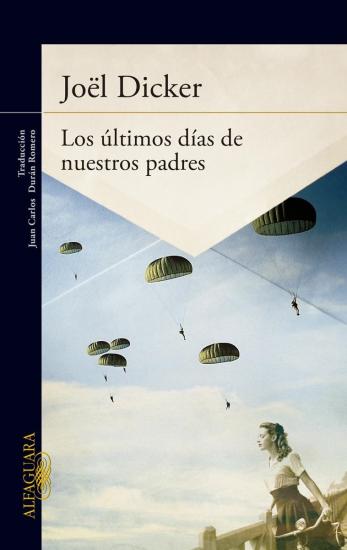 Joël Dicker
Los últimos días de
nuestros padres
Traducción
Juan Carlos Durán Romero
ALFAGUARA